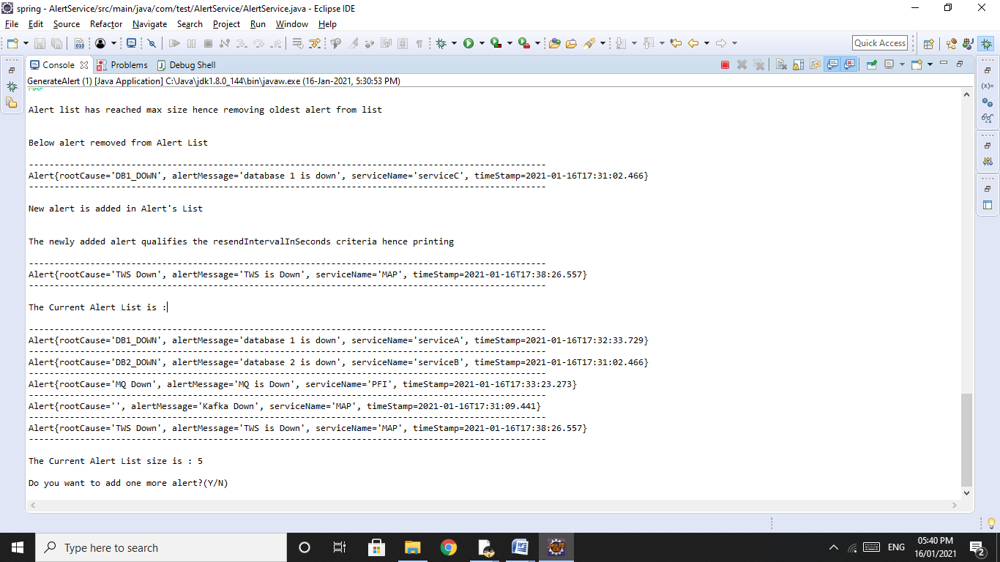 spring - AlertService/src/main/java/com/test/AlertService/AlertService.java - Eclipse IDE
File Edit Source Refactor Navigate Search Project Run Window Help
Quick Access
Console Problems Debug Shell
GenerateAlert (1) [Java Application] C:\Java\jdk1.8.0_144\bin\javaw.exe (16-Jan-2021, 5:30:53 PM)
MAP
Alert list has reached max size hence removing oldest alert from list
Below alert removed from Alert List
-----------------------------------------------------------------------------------------------------
Alert{rootCause='DB1_DOWN', alertMessage='database 1 is down', serviceName='serviceC', timeStamp=2021-01-16T17:31:02.466}
-----------------------------------------------------------------------------------------------------
New alert is added in Alert's List
The newly added alert qualifies the resendIntervalInSeconds criteria hence printing
-----------------------------------------------------------------------------------------------------
Alert{rootCause='TWS Down', alertMessage='TWS is Down', serviceName='MAP', timeStamp=2021-01-16T17:38:26.557}
-----------------------------------------------------------------------------------------------------
The Current Alert List is :
-----------------------------------------------------------------------------------------------------
Alert{rootCause='DB1_DOWN', alertMessage='database 1 is down', serviceName='serviceA', timeStamp=2021-01-16T17:32:33.729}
-----------------------------------------------------------------------------------------------------
Alert{rootCause='DB2_DOWN', alertMessage='database 2 is down', serviceName='serviceB', timeStamp=2021-01-16T17:31:02.466}
-----------------------------------------------------------------------------------------------------
Alert{rootCause='MQ Down', alertMessage='MQ is Down', serviceName='PFI', timeStamp=2021-01-16T17:33:23.273}
-----------------------------------------------------------------------------------------------------
Alert{rootCause='', alertMessage='Kafka Down', serviceName='MAP', timeStamp=2021-01-16T17:31:09.441}
-----------------------------------------------------------------------------------------------------
Alert{rootCause='TWS Down', alertMessage='TWS is Down', serviceName='MAP', timeStamp=2021-01-16T17:38:26.557}
-----------------------------------------------------------------------------------------------------
The Current Alert List size is : 5
Do you want to add one more alert?(Y/N)
Type here to search
ENG
05:40 PM
16/01/2021
2